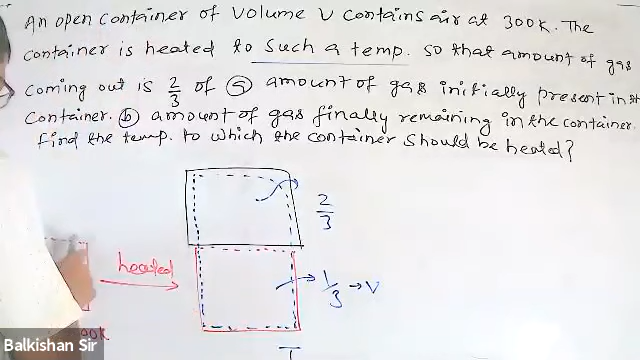 An open container of Volume V contains air at 300K. The
container is heated to such a temp. so that amount of gas
coming out is 2/3 of ⓐ amount of gas initially present in
container. ⓑ amount of gas finally remaining in the container.
find the temp. to which the container should be heated?
2/3
heated
1/3 → V
Balkishan Sir